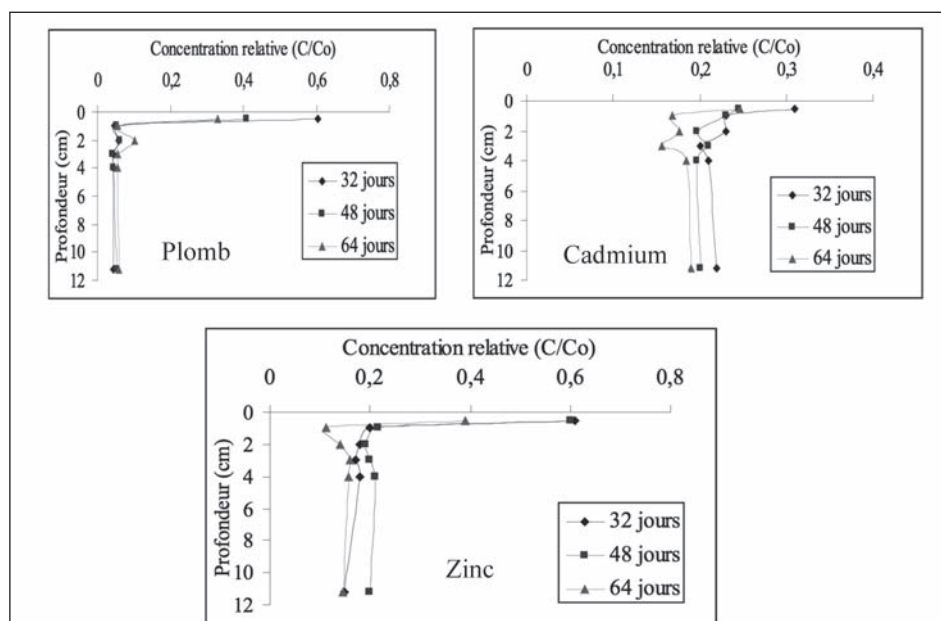 Concentration relative (C/Co)
0 0,2 0,4 0,6 0,8
Profondeur (cm)
0
2
4
6
8
10
12
32 jours
48 jours
64 jours
Plomb
Concentration relative (C/Co)
0 0,1 0,2 0,3 0,4
Profondeur (cm)
0
2
4
6
8
10
12
32 jours
48 jours
64 jours
Cadmium
Concentration relative (C/Co)
0 0,2 0,4 0,6 0,8
Profondeur (cm)
0
2
4
6
8
10
12
32 jours
48 jours
64 jours
Zinc